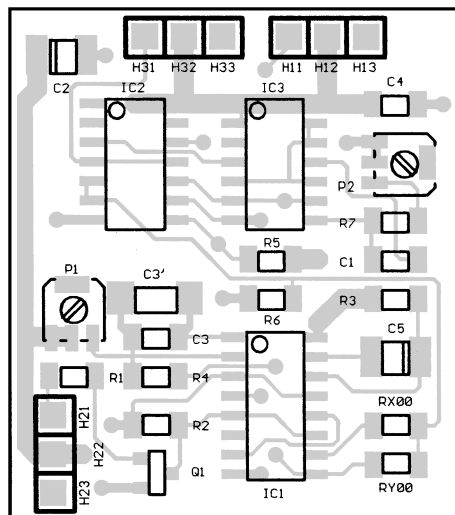 H31 H32 H33 H11 H12 H13
C2 IC2 IC3 C4
P2
R7
R5 C1
P1 C3'
R6 R3
C3 C5
R1 R4
H21 RX00
R2
H22
Q1
H23 IC1 RY00